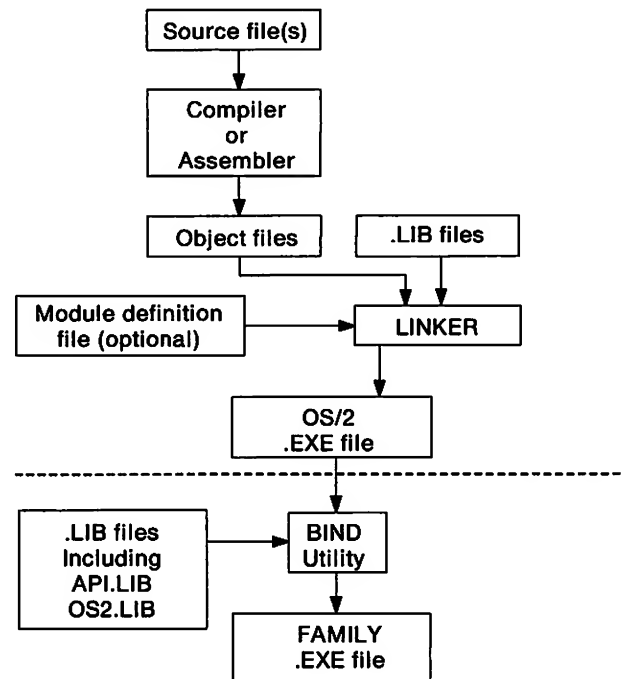 Source file(s)
Compiler
or
Assembler
Object files
.LIB files
Module definition
file (optional)
LINKER
OS/2
.EXE file
.LIB files
Including
API.LIB
OS2.LIB
BIND
Utility
FAMILY
.EXE file